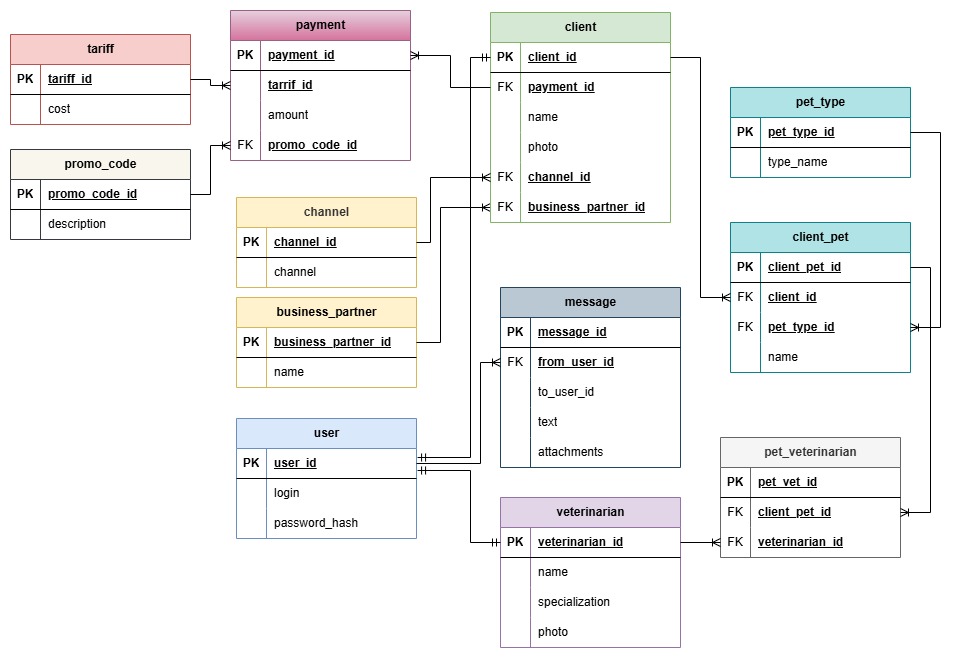 tariff
PK tariff_id
cost
promo_code
PK promo_code_id
description
payment
PK payment_id
tarrif_id
amount
FK promo_code_id
channel
PK channel_id
channel
business_partner
PK business_partner_id
name
user
PK user_id
login
password_hash
client
PK client_id
FK payment_id
name
photo
FK channel_id
FK business_partner_id
message
PK message_id
FK from_user_id
to_user_id
text
attachments
veterinarian
PK veterinarian_id
name
specialization
photo
pet_type
PK pet_type_id
type_name
client_pet
PK client_pet_id
FK client_id
FK pet_type_id
name
pet_veterinarian
PK pet_vet_id
FK client_pet_id
FK veterinarian_id